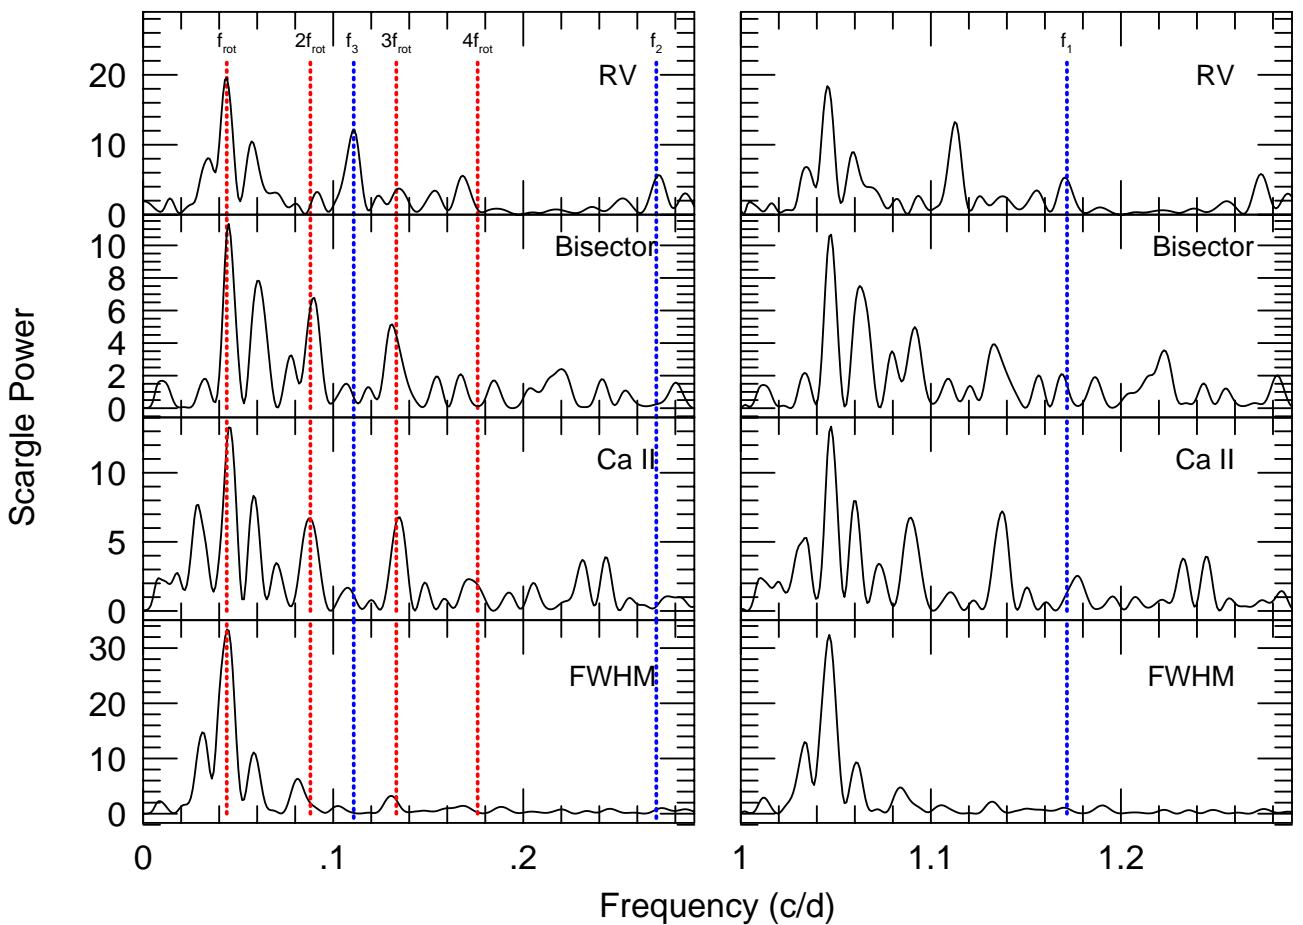 f_rot 2f_rot f_3 3f_rot 4f_rot f_2 f_1
RV RV
20
10
0
Bisector Bisector
10
8
6
4
2
0
Ca II Ca II
10
5
0
FWHM FWHM
30
20
10
0
Scargle Power
0 .1 .2 1 1.1 1.2
Frequency (c/d)